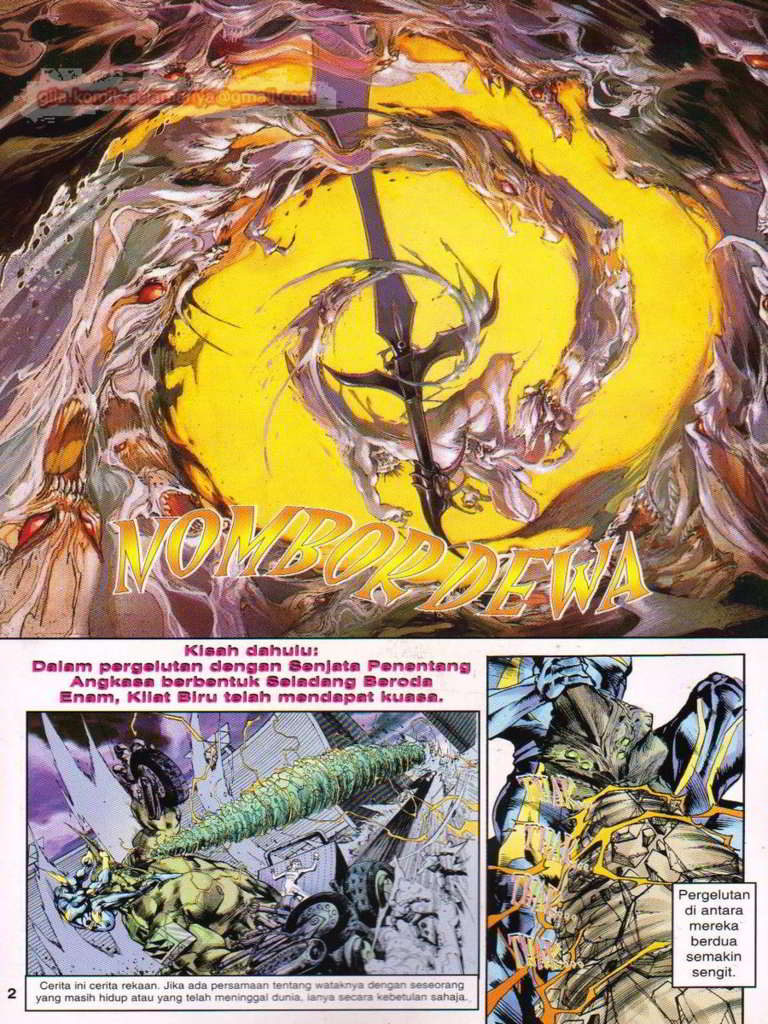 NOMBOR DEWA
Kisah dahulu:
Dalam pergelutan dengan Senjata Penentang
Angkasa berbentuk Seladang Beroda
Enam, Kilat Biru telah mendapat kuasa.
Pergelutan
di antara
mereka
berdua
semakin
sengit.
Cerita ini cerita rekaan. Jika ada persamaan tentang wataknya dengan seseorang
yang masih hidup atau yang telah meninggal dunia, ianya secara kebetulan sahaja.
2